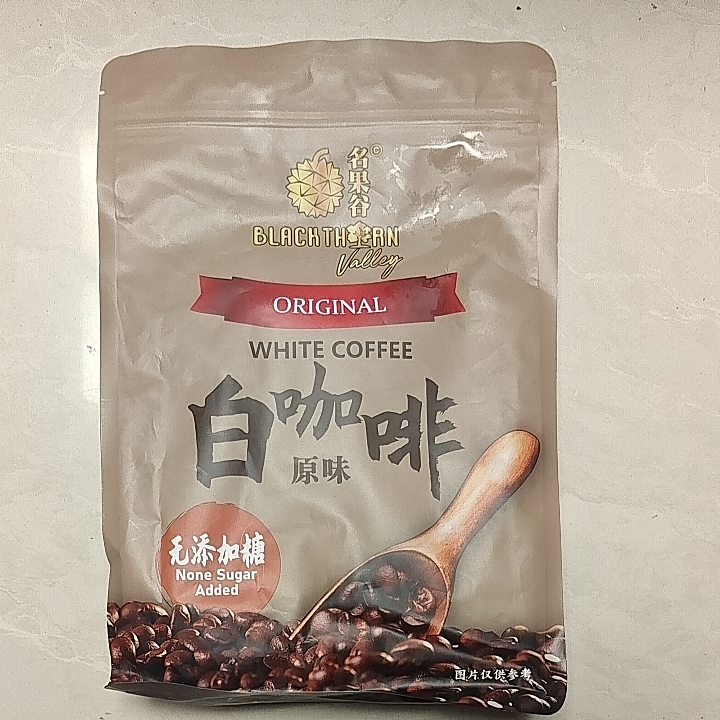 名果谷©
BLACKTHORN
Valley
ORIGINAL
WHITE COFFEE
白咖啡
原味
无添加糖
None Sugar
Added
图片仅供参考